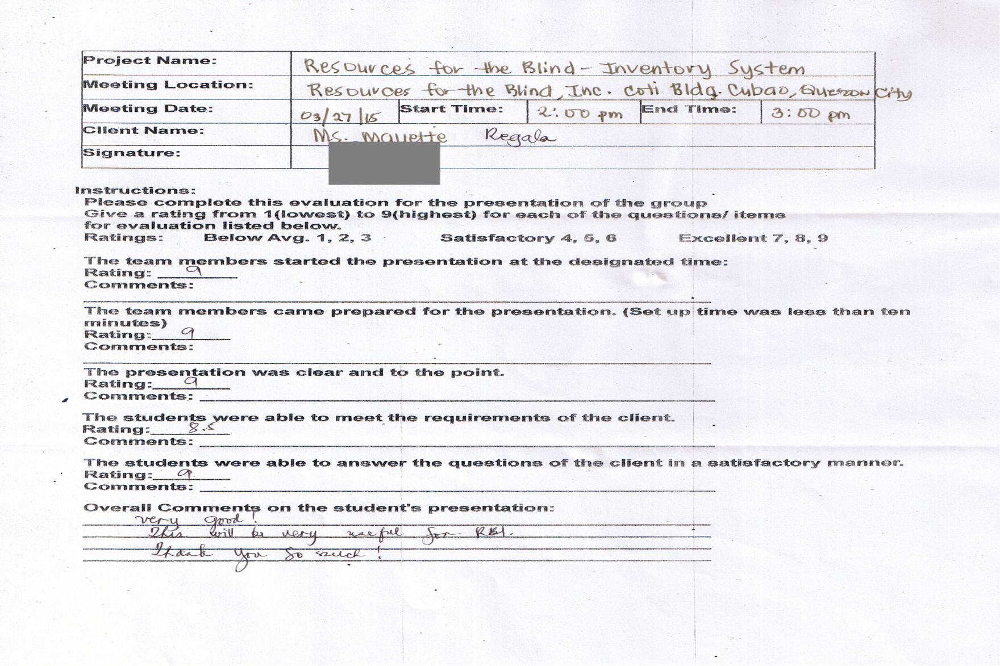 Project Name: Resources for the Blind - Inventory System
Meeting Location: Resources for the Blind, Inc. Coti Bldg. Cubao, Quezon City
Meeting Date: 03/27/15 Start Time: 2:00 pm End Time: 3:00 pm
Client Name: Ms. Mayette Regala
Signature:
Instructions:
Please complete this evaluation for the presentation of the group
Give a rating from 1(lowest) to 9(highest) for each of the questions/ items
for evaluation listed below.
Ratings: Below Avg. 1, 2, 3 Satisfactory 4, 5, 6 Excellent 7, 8, 9
The team members started the presentation at the designated time:
Rating: 9
Comments:
The team members came prepared for the presentation. (Set up time was less than ten
minutes)
Rating: 9
Comments:
The presentation was clear and to the point.
Rating: 9
Comments:
The students were able to meet the requirements of the client.
Rating: 8.5
Comments:
The students were able to answer the questions of the client in a satisfactory manner.
Rating: 9
Comments:
Overall Comments on the student's presentation:
very good!
This will be very useful for RBI.
Thank you so much!